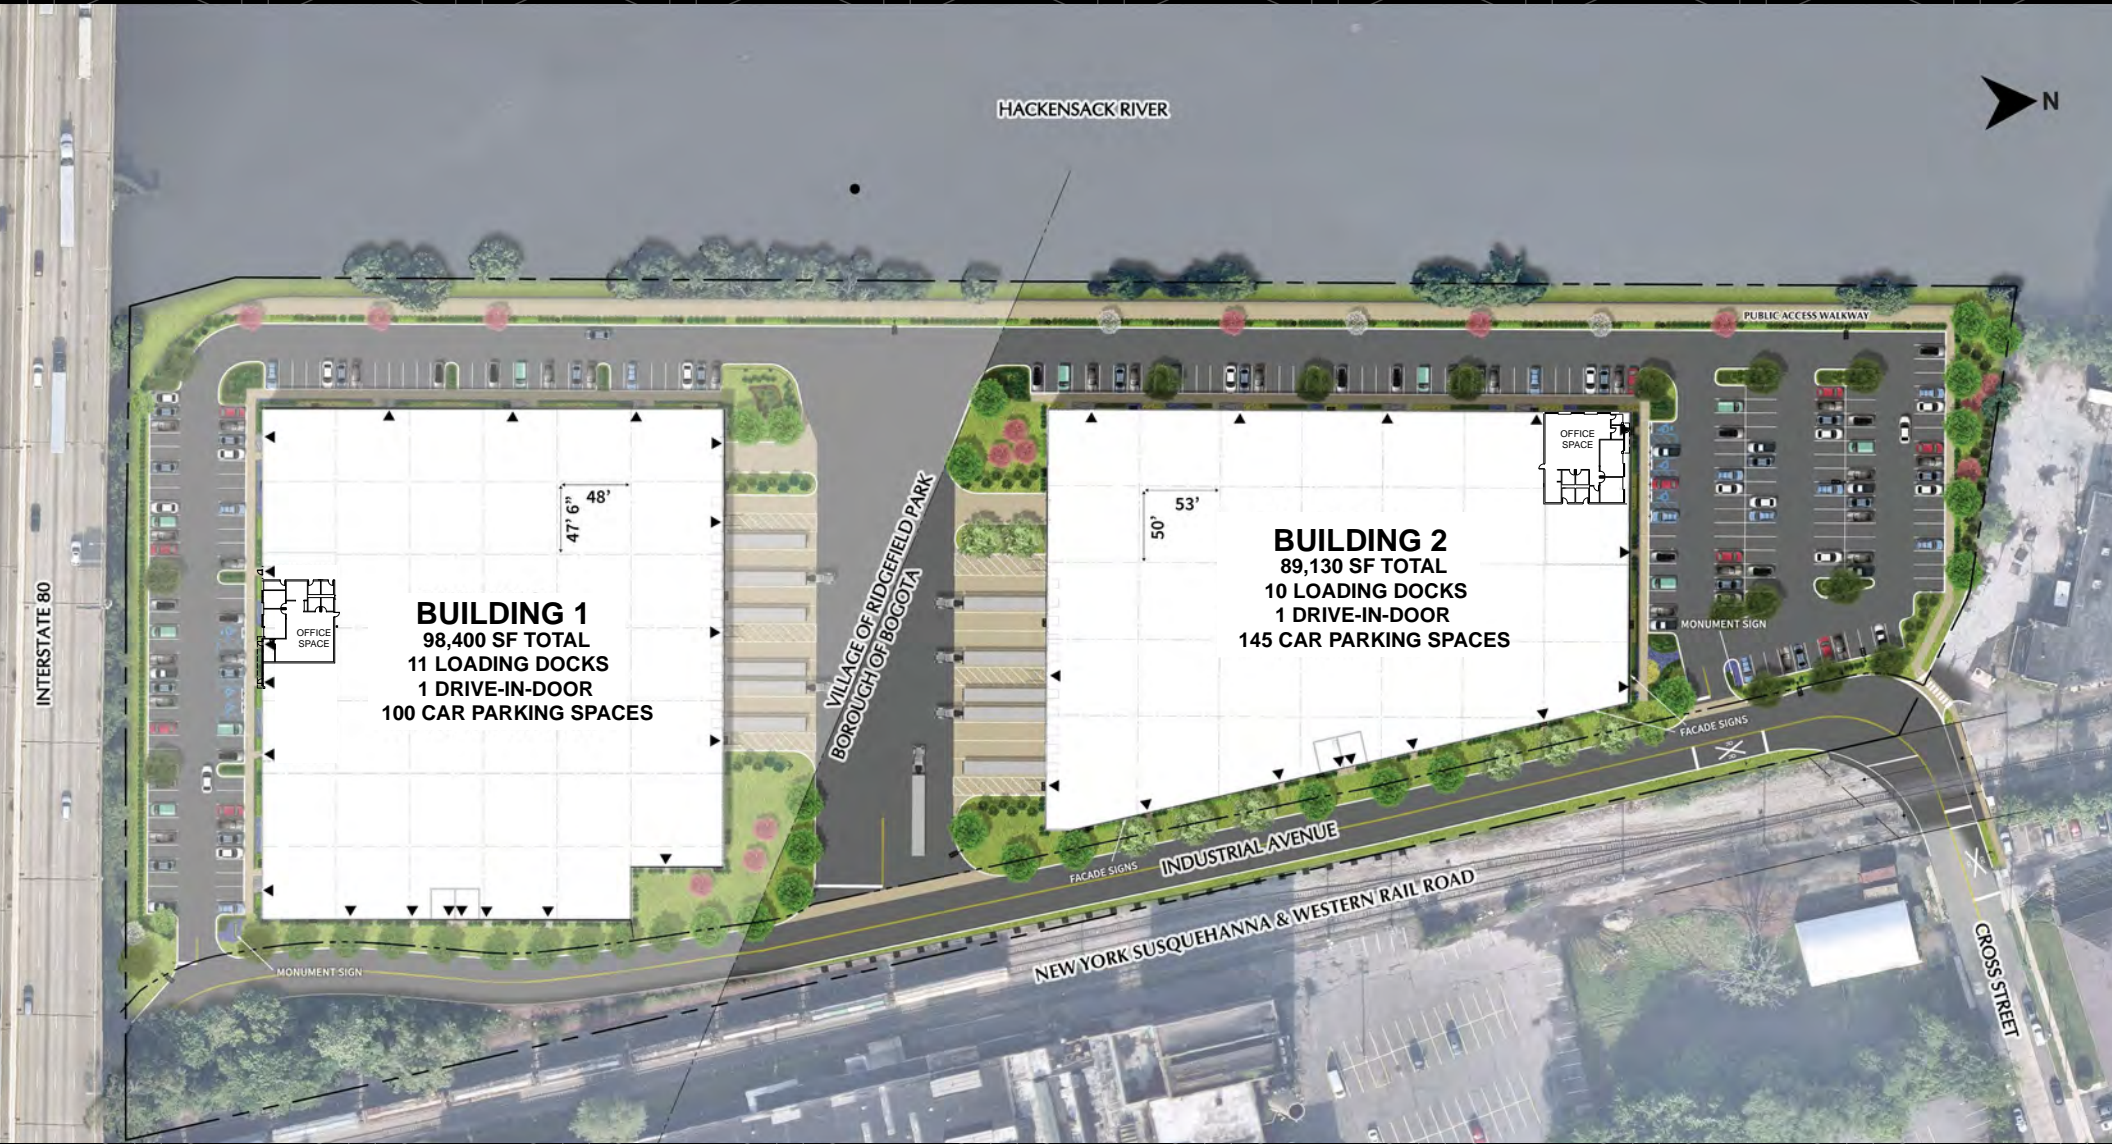 HACKENSACK RIVER
N
PUBLIC ACCESS WALKWAY
INTERSTATE 80
48'
47' 6"
OFFICE
SPACE
BUILDING 1
98,400 SF TOTAL
11 LOADING DOCKS
1 DRIVE-IN-DOOR
100 CAR PARKING SPACES
MONUMENT SIGN
VILLAGE OF RIDGEFIELD PARK
BOROUGH OF BOGOTA
53'
50'
OFFICE
SPACE
BUILDING 2
89,130 SF TOTAL
10 LOADING DOCKS
1 DRIVE-IN-DOOR
145 CAR PARKING SPACES
MONUMENT SIGN
FACADE SIGNS
FACADE SIGNS
INDUSTRIAL AVENUE
NEW YORK SUSQUEHANNA & WESTERN RAIL ROAD
CROSS STREET